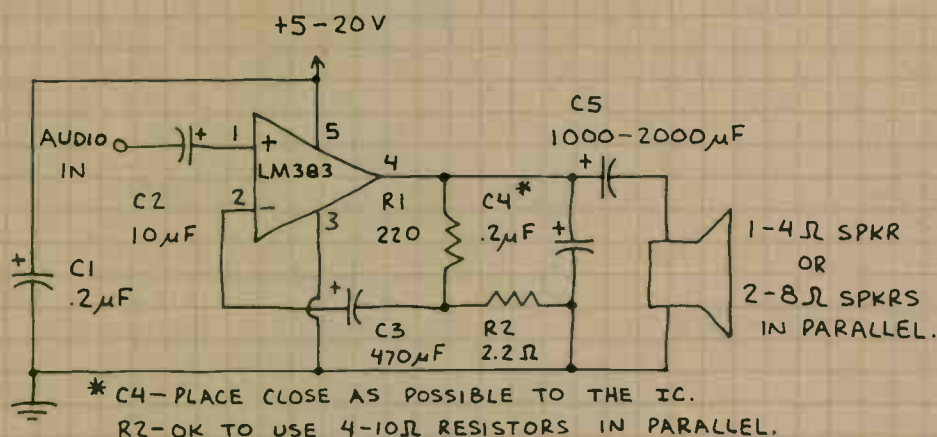 +5-20V
C5
1000-2000µF
AUDIO
IN
+
1
+
LM383
5
4
2
-
3
C2
10µF
R1
220
C4*
.2µF
+
+
1-4Ω SPKR
OR
2-8Ω SPKRS
IN PARALLEL.
+
C1
.2µF
+
C3
470µF
R2
2.2Ω
* C4-PLACE CLOSE AS POSSIBLE TO THE IC.
R2-OK TO USE 4-10Ω RESISTORS IN PARALLEL.